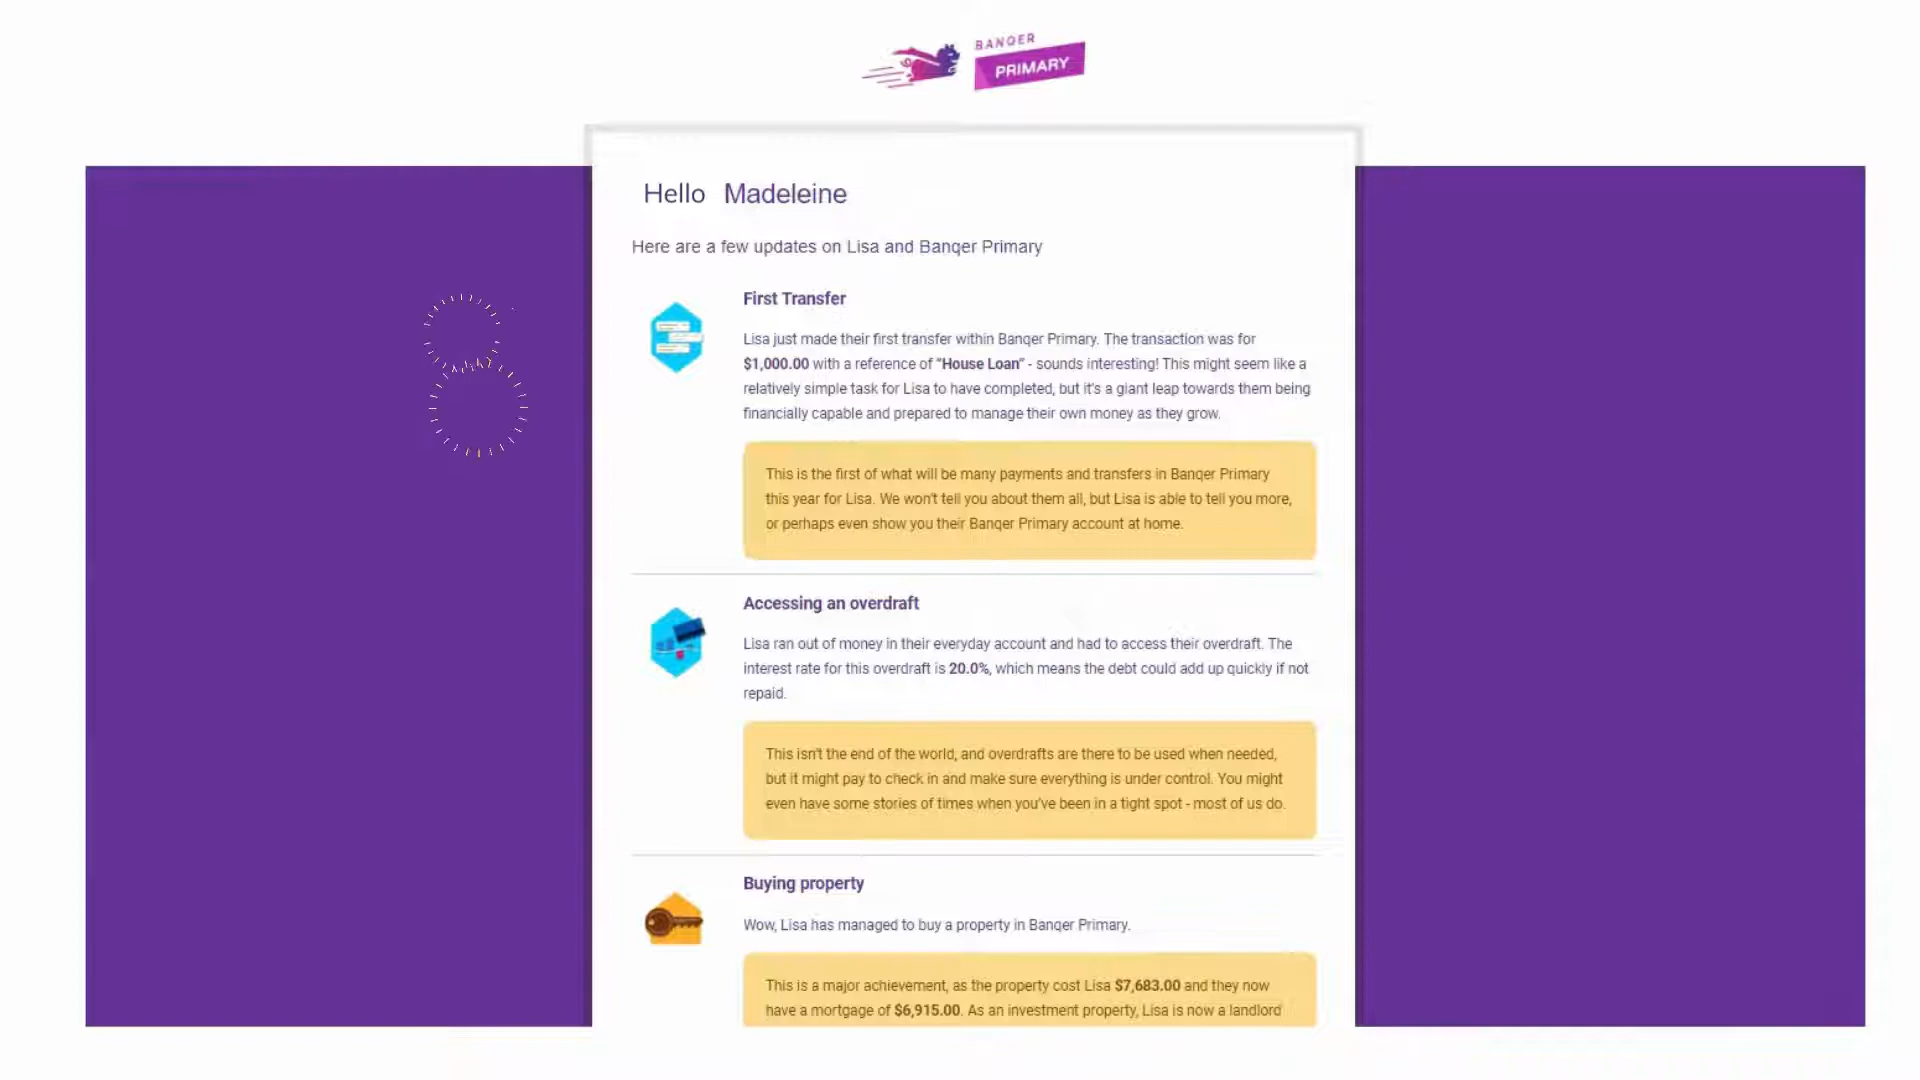 BANQER
PRIMARY
Hello Madeleine
Here are a few updates on Lisa and Banqer Primary
First Transfer
Lisa just made their first transfer within Banqer Primary. The transaction was for
$1,000.00 with a reference of "House Loan" - sounds interesting! This might seem like a
relatively simple task for Lisa to have completed, but it's a giant leap towards them being
financially capable and prepared to manage their own money as they grow.
This is the first of what will be many payments and transfers in Banqer Primary
this year for Lisa. We won't tell you about them all, but Lisa is able to tell you more,
or perhaps even show you their Banqer Primary account at home.
Accessing an overdraft
Lisa ran out of money in their everyday account and had to access their overdraft. The
interest rate for this overdraft is 20.0%, which means the debt could add up quickly if not
repaid.
This isn't the end of the world, and overdrafts are there to be used when needed,
but it might pay to check in and make sure everything is under control. You might
even have some stories of times when you've been in a tight spot - most of us do.
Buying property
Wow, Lisa has managed to buy a property in Banqer Primary.
This is a major achievement, as the property cost Lisa $7,683.00 and they now
have a mortgage of $6,915.00. As an investment property, Lisa is now a landlord